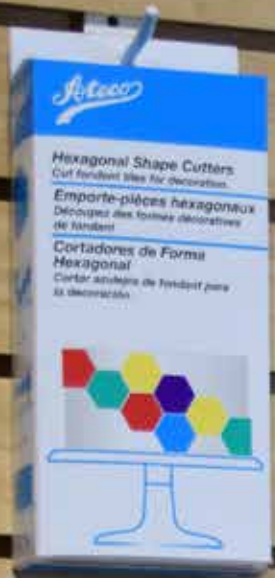 Ateco
Hexagonal Shape Cutters
Cut fondant tiles for decoration.
Emporte-pièces hexagonaux
Découpez des formes décoratives
de fondant
Cortadores de Forma
Hexagonal
Cortar azulejos de fondant para
la decoración